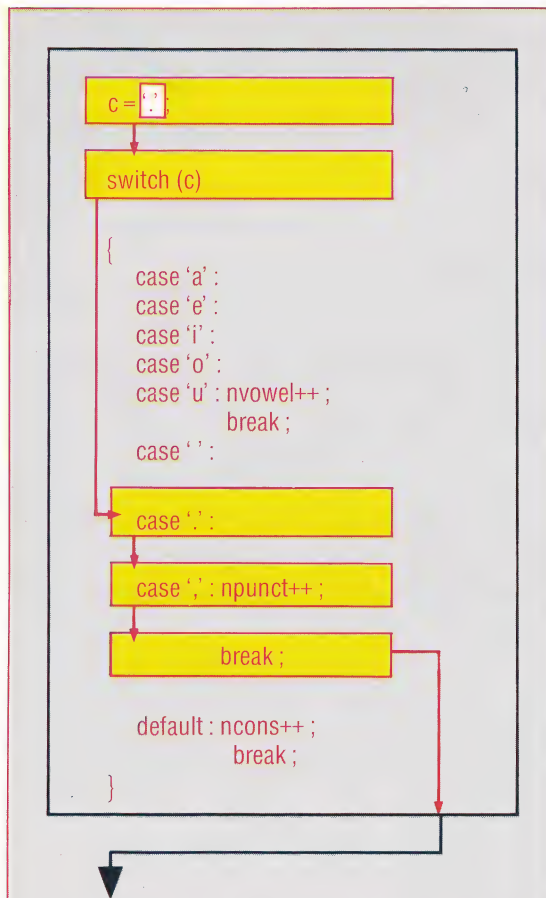 c = ‘.’ ;
switch (c)
{
case ‘a’ :
case ‘e’ :
case ‘i’ :
case ‘o’ :
case ‘u’ : nvowel++ ;
break ;
case ‘ ’ :
case ‘.’ :
case ‘,’ : npunct++ ;
break ;
default : ncons++ ;
break ;
}